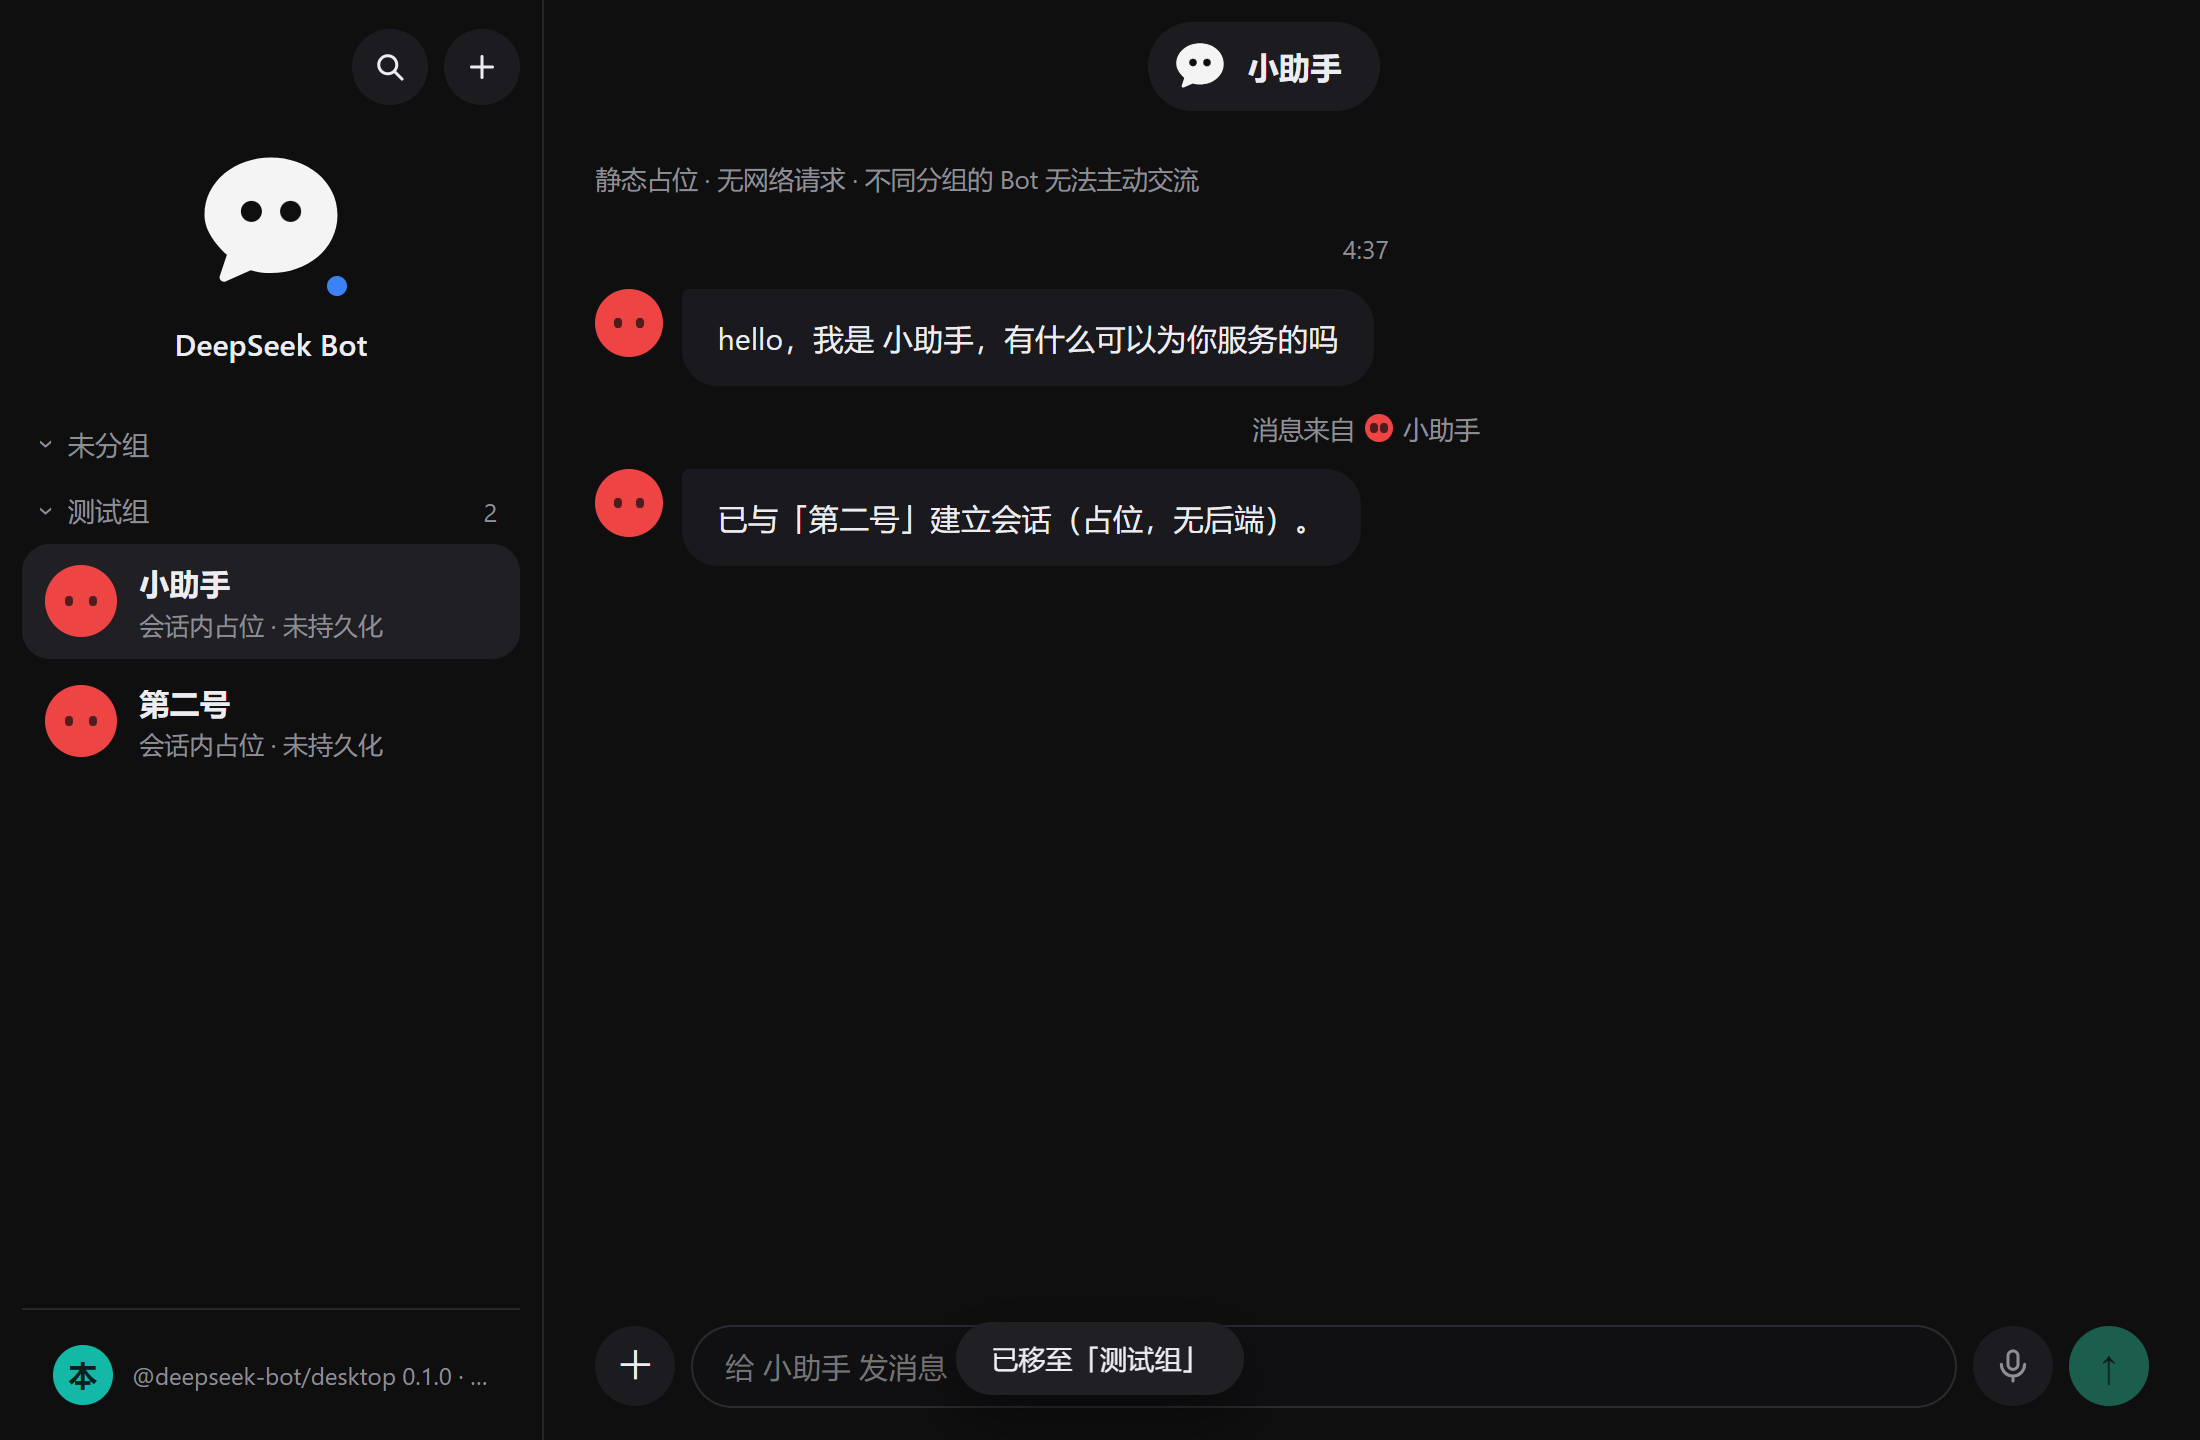 DeepSeek Bot
未分组
测试组 2
小助手
会话内占位 · 未持久化
第二号
会话内占位 · 未持久化
本 @deepseek-bot/desktop 0.1.0 · ...
小助手
静态占位 · 无网络请求 · 不同分组的 Bot 无法主动交流
4:37
hello，我是 小助手，有什么可以为你服务的吗
消息来自 小助手
已与「第二号」建立会话（占位，无后端）。
给 小助手 发消息
已移至「测试组」